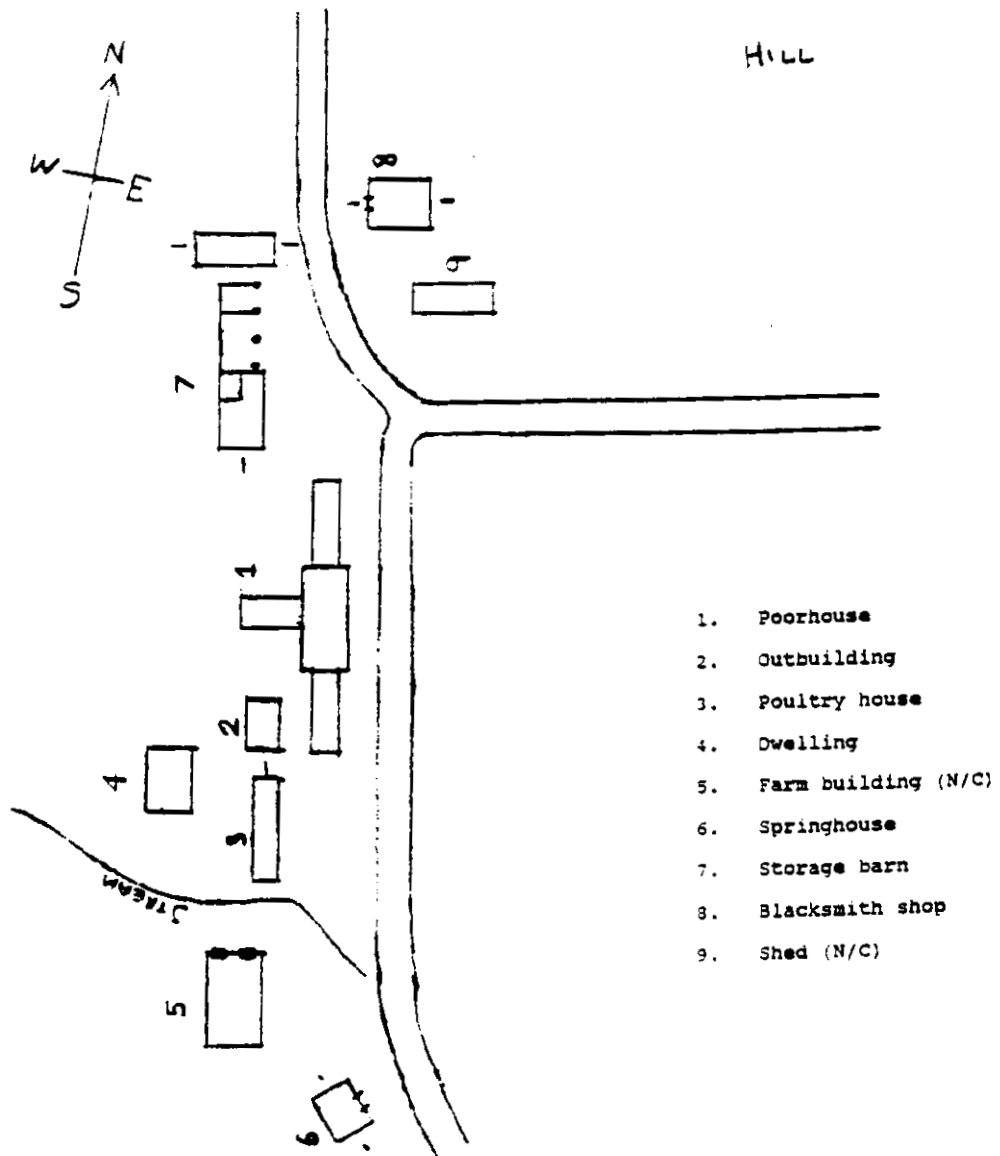 N
HILL
W E
S
8
9
7
1
2
4
3
STREAM
5
6
1. Poorhouse
2. Outbuilding
3. Poultry house
4. Dwelling
5. Farm building (N/C)
6. Springhouse
7. Storage barn
8. Blacksmith shop
9. Shed (N/C)